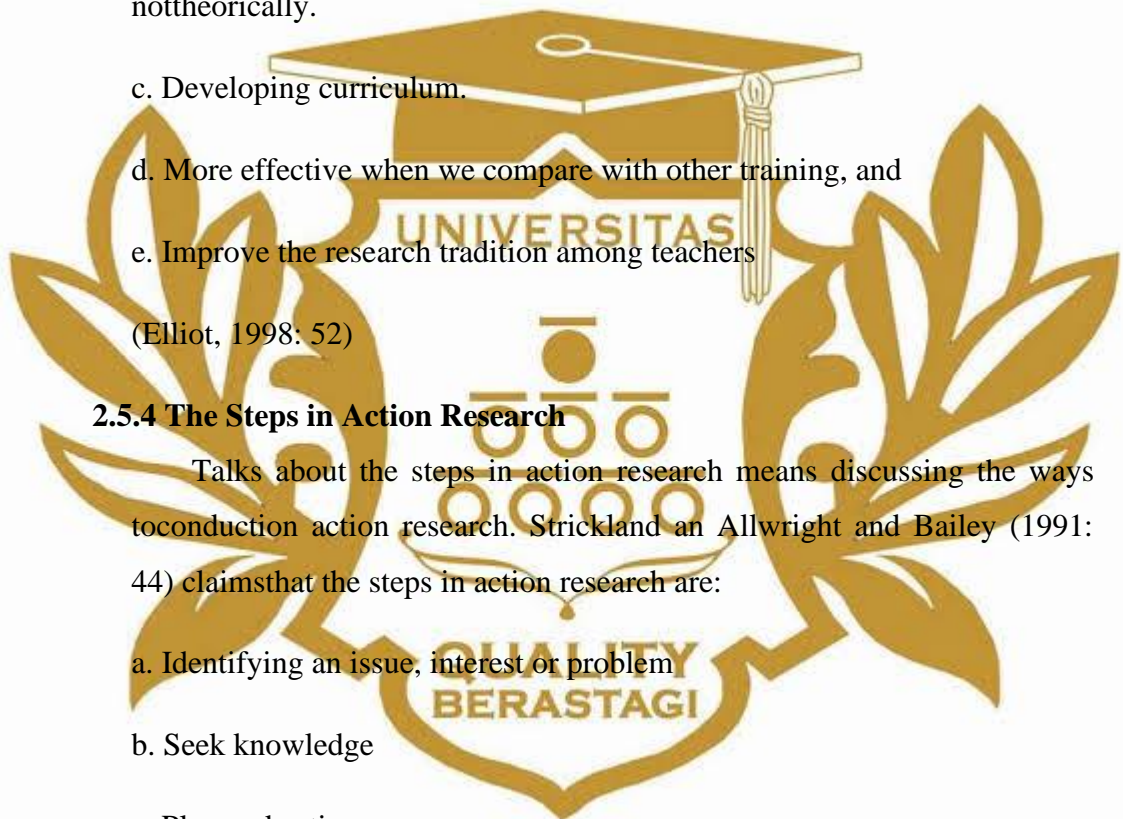 nottheorically.
c. Developing curriculum.
d. More effective when we compare with other training, and
UNIVERSITAS
e. Improve the research tradition among teachers
(Elliot, 1998: 52)
2.5.4 The Steps in Action Research
Talks about the steps in action research means discussing the ways
toconduction action research. Strickland an Allwright and Bailey (1991:
44) claimsthat the steps in action research are:
a. Identifying an issue, interest or problem
QUALITY
BERASTAGI
b. Seek knowledge